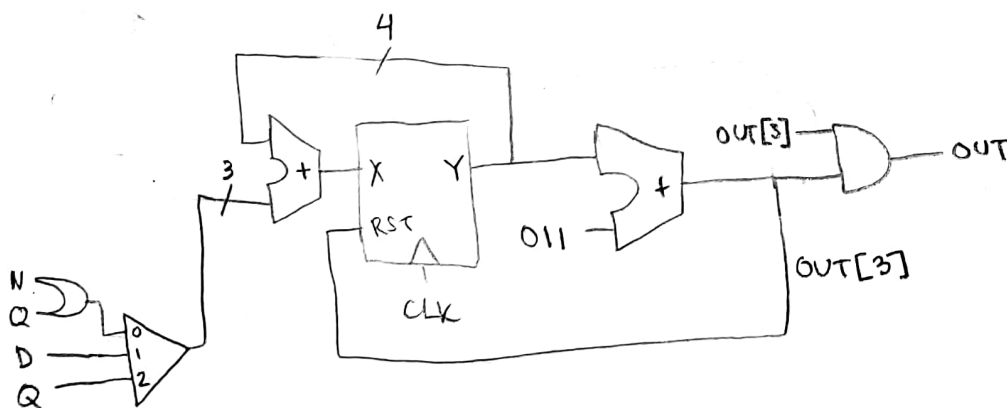 4
3
+
X
Y
RST
CLK
+
011
OUT[3]
OUT
OUT[3]
N
Q
D
Q
0
1
2